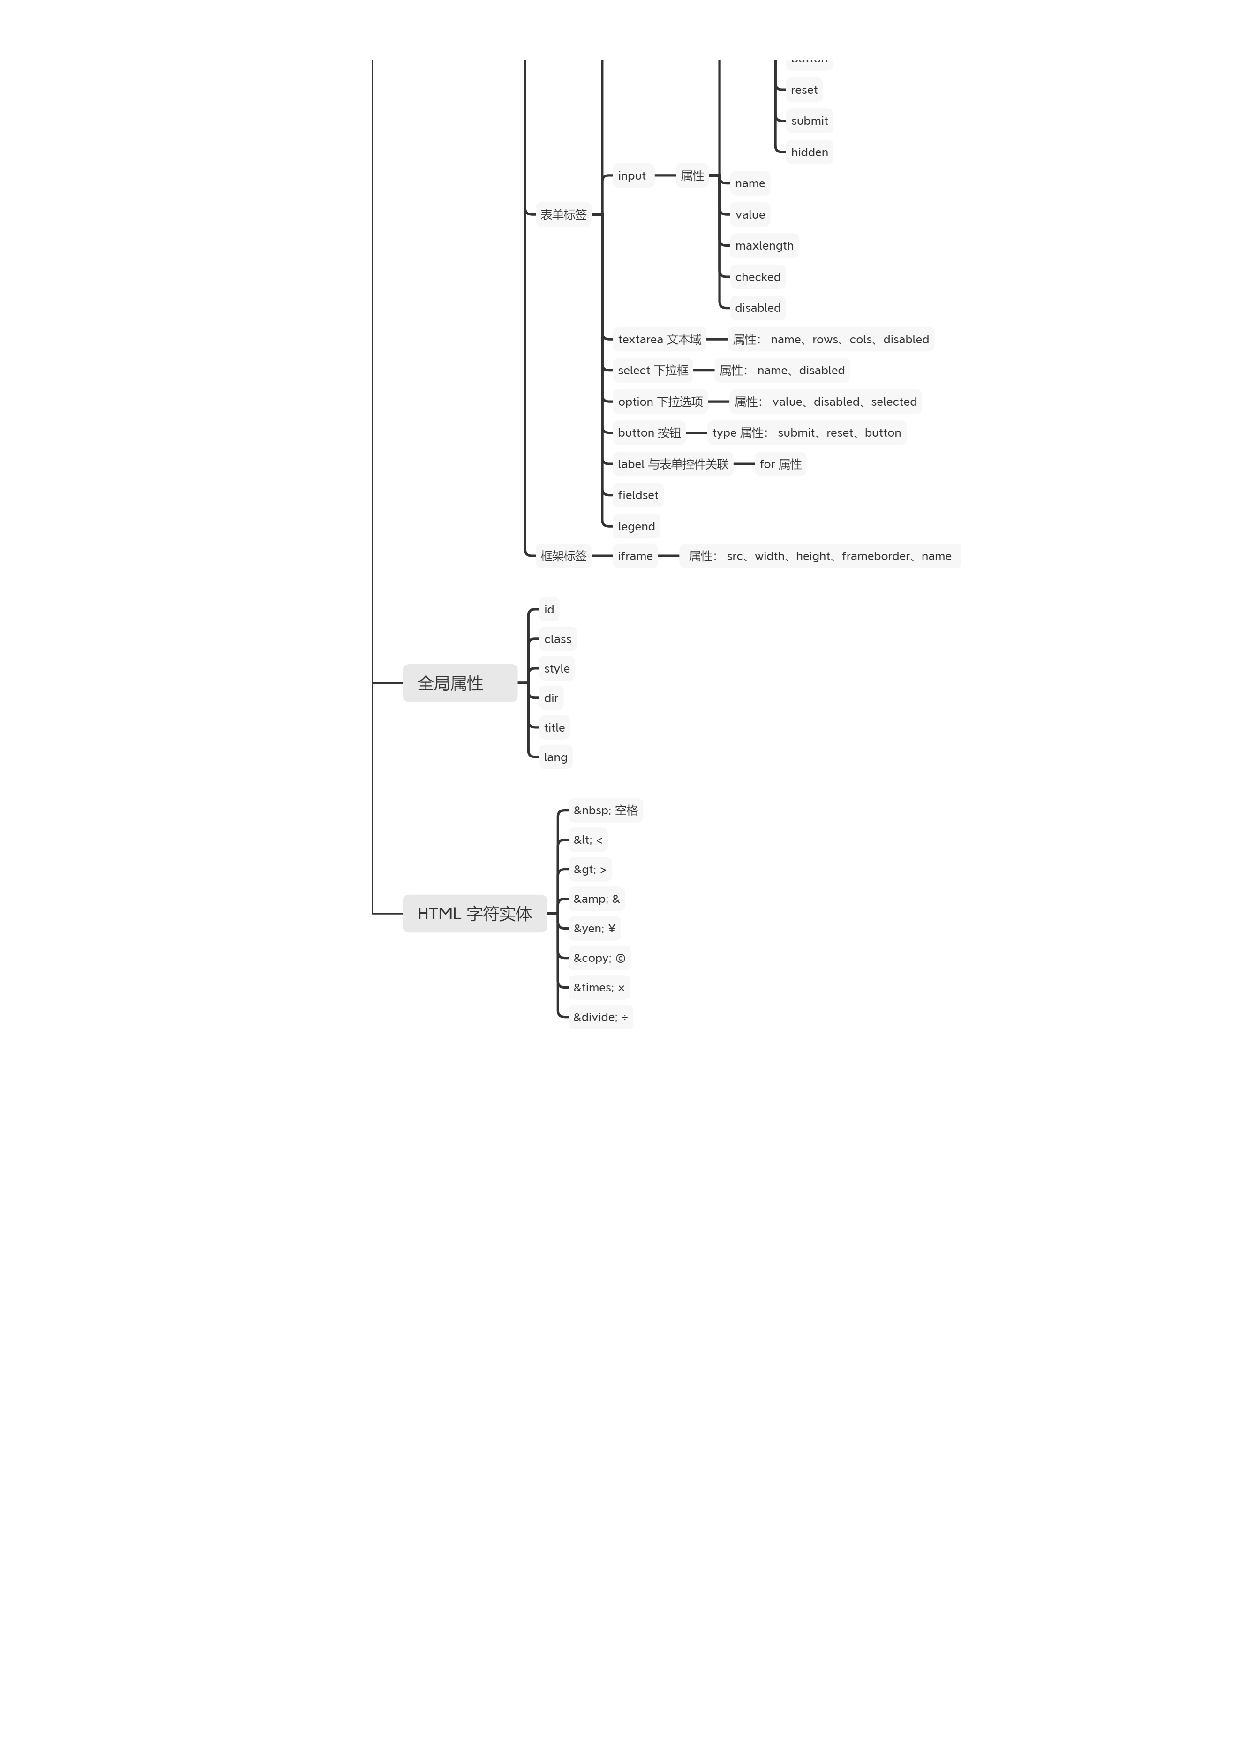 reset
submit
hidden
input 属性
name
表单标签
value
maxlength
checked
disabled
textarea 文本域 属性： name、rows、cols、disabled
select 下拉框 属性： name、disabled
option 下拉选项 属性： value、disabled、selected
button 按钮 type 属性： submit、reset、button
label 与表单控件关联 for 属性
fieldset
legend
框架标签 iframe 属性： src、width、height、frameborder、name
id
class
style
全局属性
dir
title
lang
&nbsp; 空格
&lt; <
&gt; >
&amp; &
HTML 字符实体
&yen; ¥
&copy; ©
&times; ×
&divide; ÷